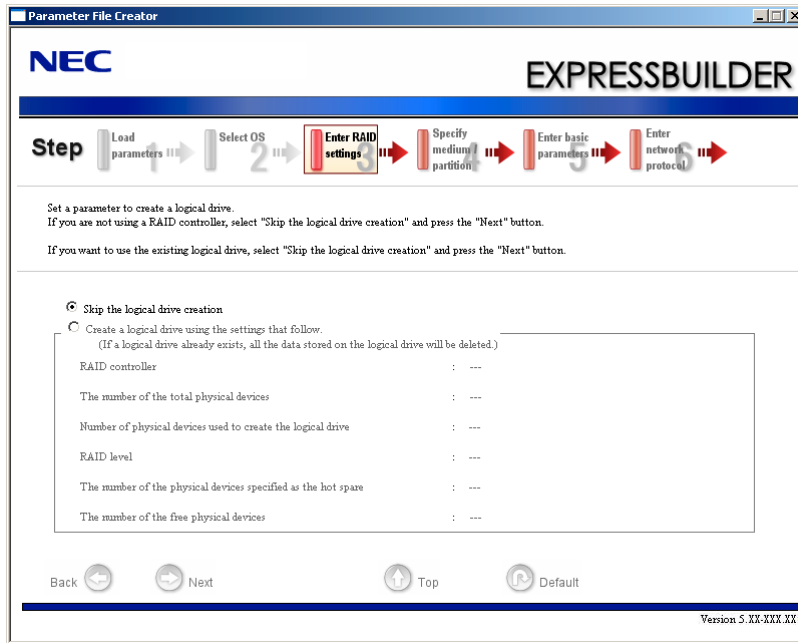 Parameter File Creator
NEC
EXPRESSBUILDER
Step
Load parameters 1
Select OS 2
Enter RAID settings 3
Specify medium / partition 4
Enter basic parameters 5
Enter network protocol 6
Set a parameter to create a logical drive.
If you are not using a RAID controller, select "Skip the logical drive creation" and press the "Next" button.
If you want to use the existing logical drive, select "Skip the logical drive creation" and press the "Next" button.
Skip the logical drive creation
Create a logical drive using the settings that follow.
(If a logical drive already exists, all the data stored on the logical drive will be deleted.)
RAID controller : ---
The number of the total physical devices : ---
Number of physical devices used to create the logical drive : ---
RAID level : ---
The number of the physical devices specified as the hot spare : ---
The number of the free physical devices : ---
Back Next Top Default
Version 5.XX-XXX.XX